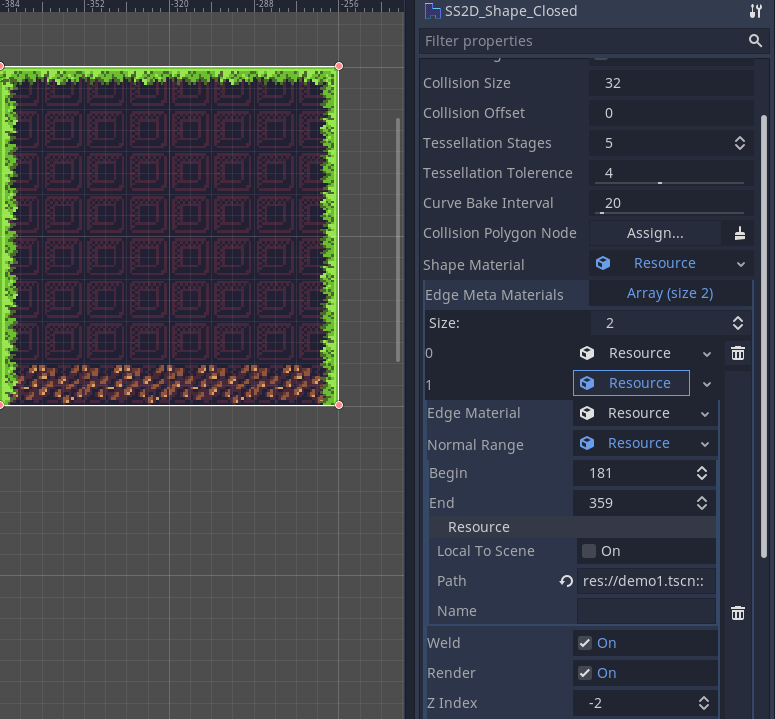 -384 -352 -320 -288 -256
SS2D_Shape_Closed
Filter properties
Collision Size 32
Collision Offset 0
Tessellation Stages 5
Tessellation Tolerence 4
Curve Bake Interval 20
Collision Polygon Node Assign...
Shape Material Resource
Edge Meta Materials Array (size 2)
Size: 2
0 Resource
1 Resource
Edge Material Resource
Normal Range Resource
Begin 181
End 359
Resource
Local To Scene On
Path res://demo1.tscn::
Name
Weld On
Render On
Z Index -2